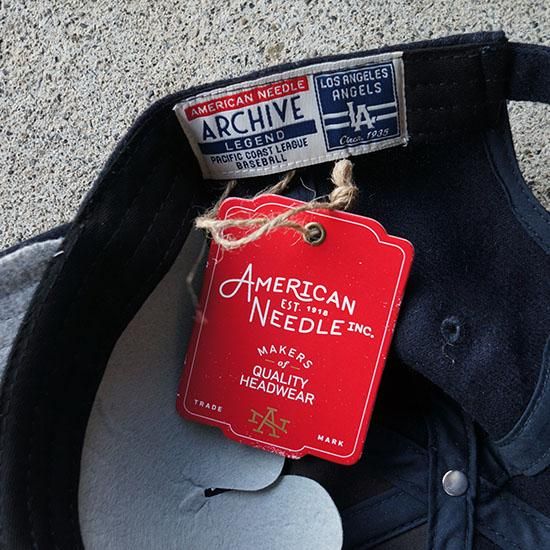 AMERICAN NEEDLE
ARCHIVE
LEGEND
PACIFIC COAST LEAGUE
BASEBALL
LOS ANGELES
ANGELS
LA
Circa. 1935
AMERICAN
EST. 1918
NEEDLE INC.
MAKERS
of
QUALITY
HEADWEAR
TRADE
AN
MARK